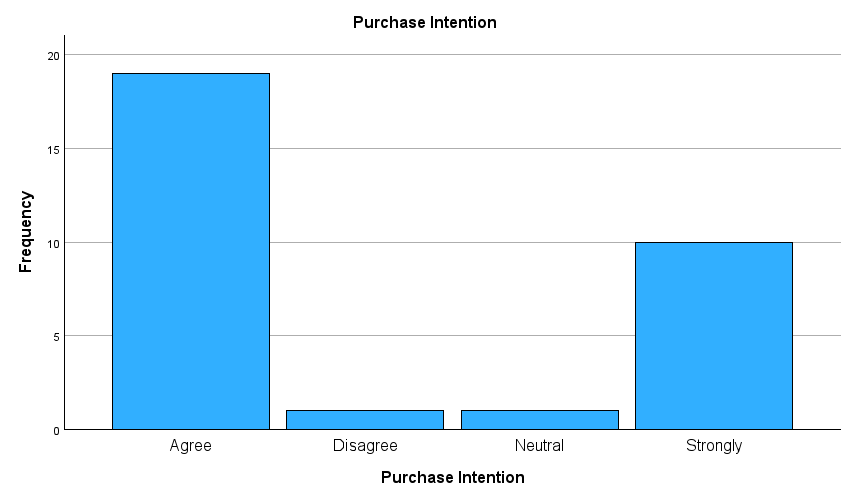 Purchase Intention
20
15
10
5
0
Frequency
Agree Disagree Neutral Strongly
Purchase Intention